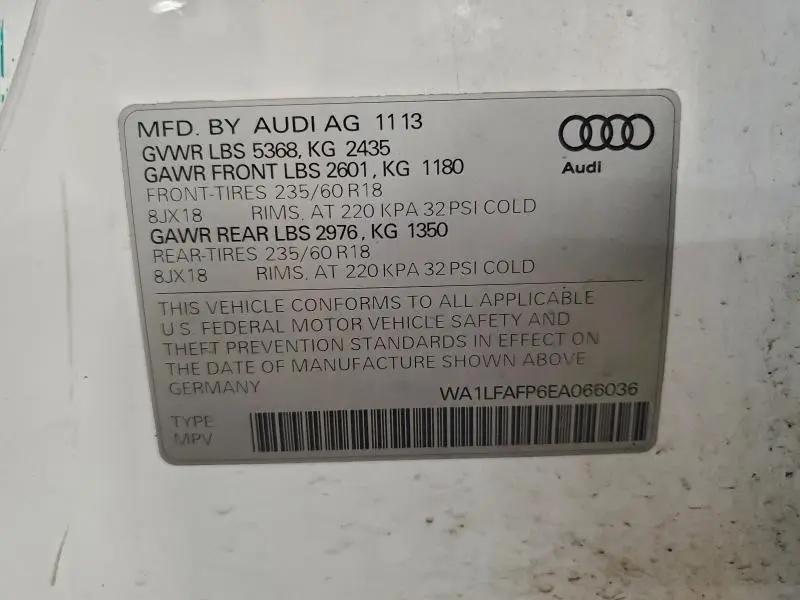 MFD. BY AUDI AG 11 13
GVWR LBS 5368, KG 2435
GAWR FRONT LBS 2601, KG 1180
FRONT-TIRES 235/60 R18
8JX18 RIMS, AT 220 KPA 32 PSI COLD
GAWR REAR LBS 2976, KG 1350
REAR-TIRES 235/60 R18
8JX18 RIMS, AT 220 KPA 32 PSI COLD
Audi
THIS VEHICLE CONFORMS TO ALL APPLICABLE
U.S. FEDERAL MOTOR VEHICLE SAFETY AND
THEFT PREVENTION STANDARDS IN EFFECT ON
THE DATE OF MANUFACTURE SHOWN ABOVE
GERMANY WA1LFAFP6EA066036
TYPE
MPV